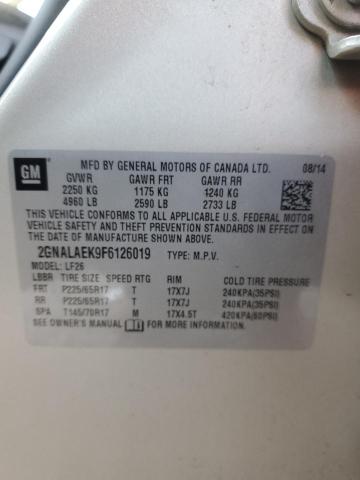 GM
MFD BY GENERAL MOTORS OF CANADA LTD. 08/14
GVWR GAWR FRT GAWR RR
2250 KG 1175 KG 1240 KG
4960 LB 2590 LB 2733 LB
THIS VEHICLE CONFORMS TO ALL APPLICABLE U.S. FEDERAL MOTOR
VEHICLE SAFETY AND THEFT PREVENTION STANDARDS IN EFFECT
ON THE DATE OF MANUFACTURE SHOWN ABOVE.
2GNALAEK9F6126019 TYPE: M.P.V.
MODEL: LF26
TIRE SIZE SPEED RTG RIM COLD TIRE PRESSURE
FRT P225/65R17 T 17X7J 240KPA(35PSI)
RR P225/65R17 T 17X7J 240KPA(35PSI)
SPA T145/70R17 M 17X4.5T 420KPA(60PSI)
SEE OWNER'S MANUAL FOR MORE INFORMATION.